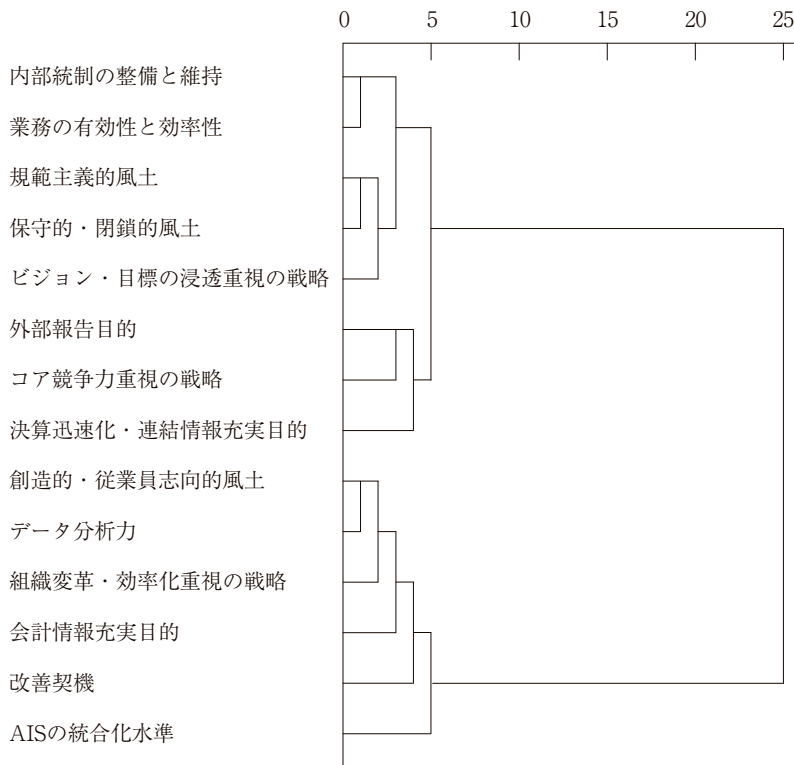 0 5 10 15 20 25
内部統制の整備と維持
業務の有効性と効率性
規範主義的風土
保守的・閉鎖的風土
ビジョン・目標の浸透重視の戦略
外部報告目的
コア競争力重視の戦略
決算迅速化・連結情報充実目的
創造的・従業員志向的風土
データ分析力
組織変革・効率化重視の戦略
会計情報充実目的
改善契機
AISの統合化水準